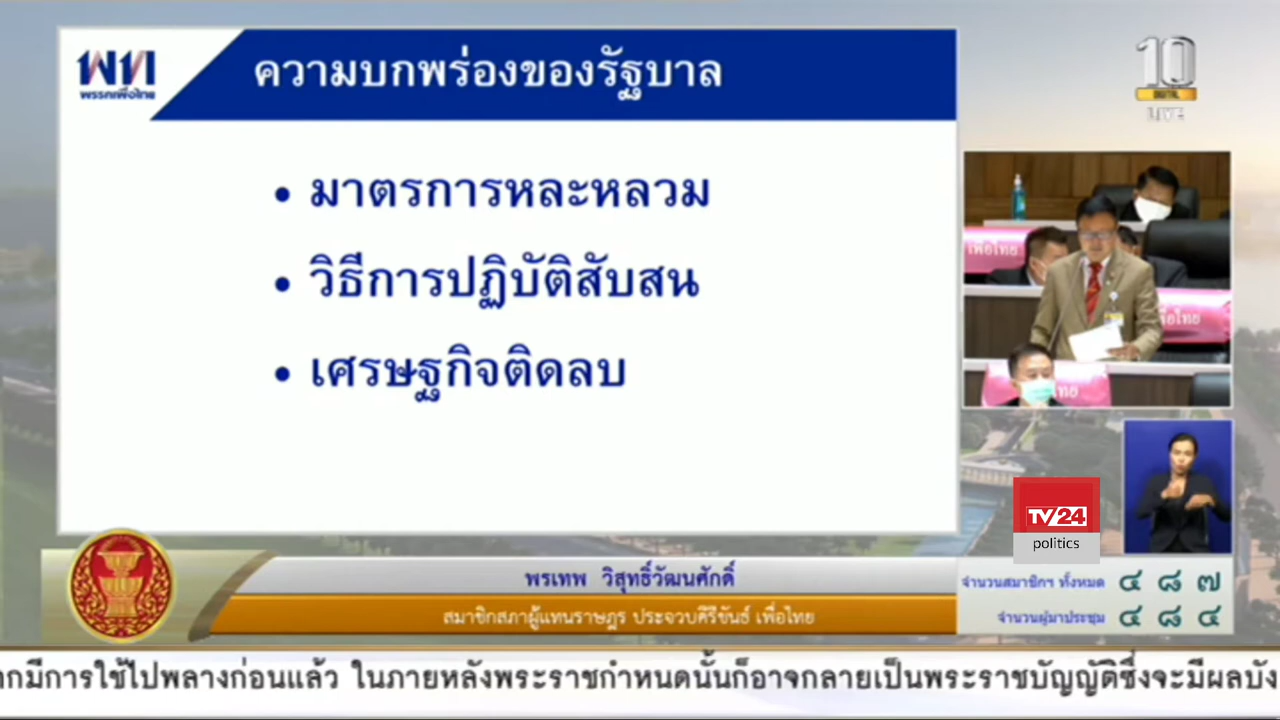 พท
พรรคเพื่อไทย
ความบกพร่องของรัฐบาล
• มาตรการหละหลวม
• วิธีการปฏิบัติสับสน
• เศรษฐกิจติดลบ
10
DIGITAL
LIVE
เพื่อไทย
เพื่อไทย
ไทย
TV/24
politics
พรเทพ วิสุทธิ์วัฒนศักดิ์
สมาชิกสภาผู้แทนราษฎร ประจวบคีรีขันธ์ เพื่อไทย
จำนวนสมาชิกฯ ทั้งหมด ๔ ๘ ๗
จำนวนผู้มาประชุม ๔ ๘ ๔
ากมีการใช้ไปพลางก่อนแล้ว ในภายหลังพระราชกำหนดนั้นก็อาจกลายเป็นพระราชบัญญัติซึ่งจะมีผลบัง